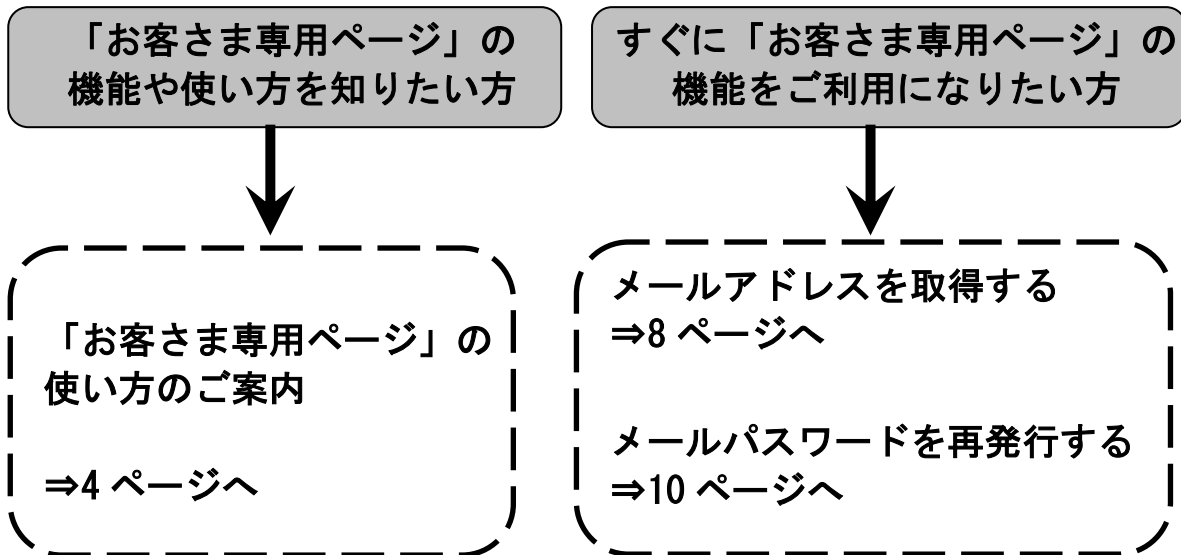 「お客さま専用ページ」の
機能や使い方を知りたい方
すぐに「お客さま専用ページ」の
機能をご利用になりたい方
「お客さま専用ページ」の
使い方のご案内
⇒4 ページへ
メールアドレスを取得する
⇒8 ページへ
メールパスワードを再発行する
⇒10 ページへ